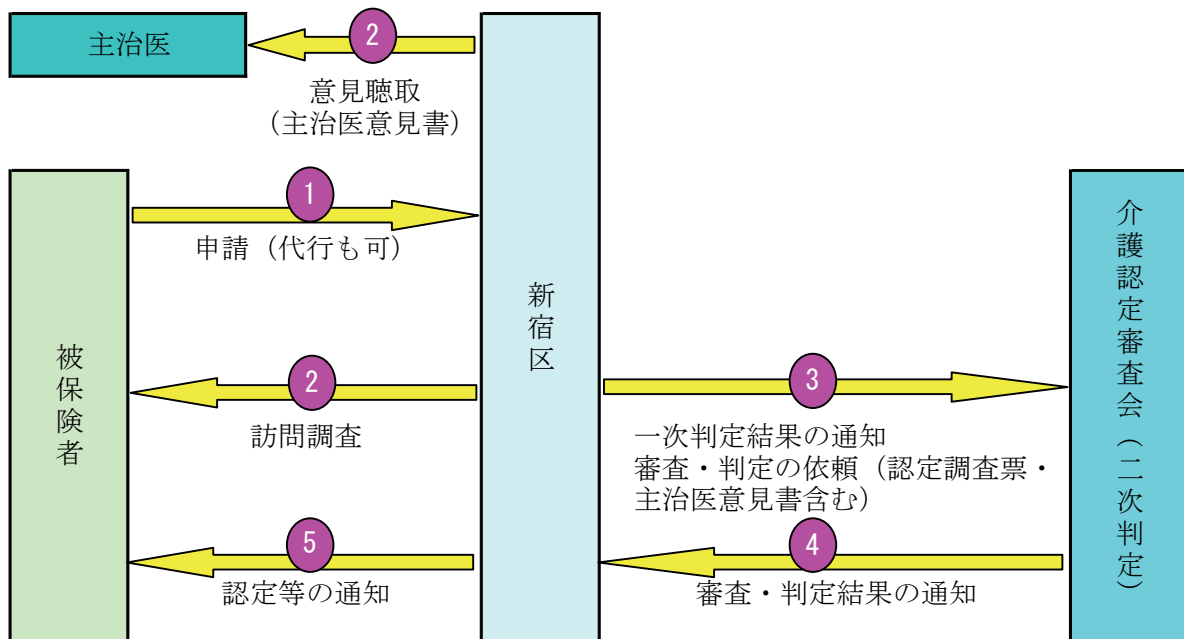 主治医
2
意見聴取
（主治医意見書）
1
申請（代行も可）
被保険者
新宿区
介護認定審査会（二次判定）
2
訪問調査
3
一次判定結果の通知
審査・判定の依頼（認定調査票・
主治医意見書含む）
5
認定等の通知
4
審査・判定結果の通知